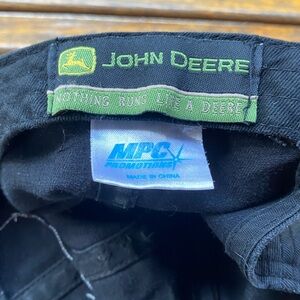 JOHN DEERE
NOTHING RUNS LIKE A DEERE
MPC
PROMOTIONS
MADE IN CHINA